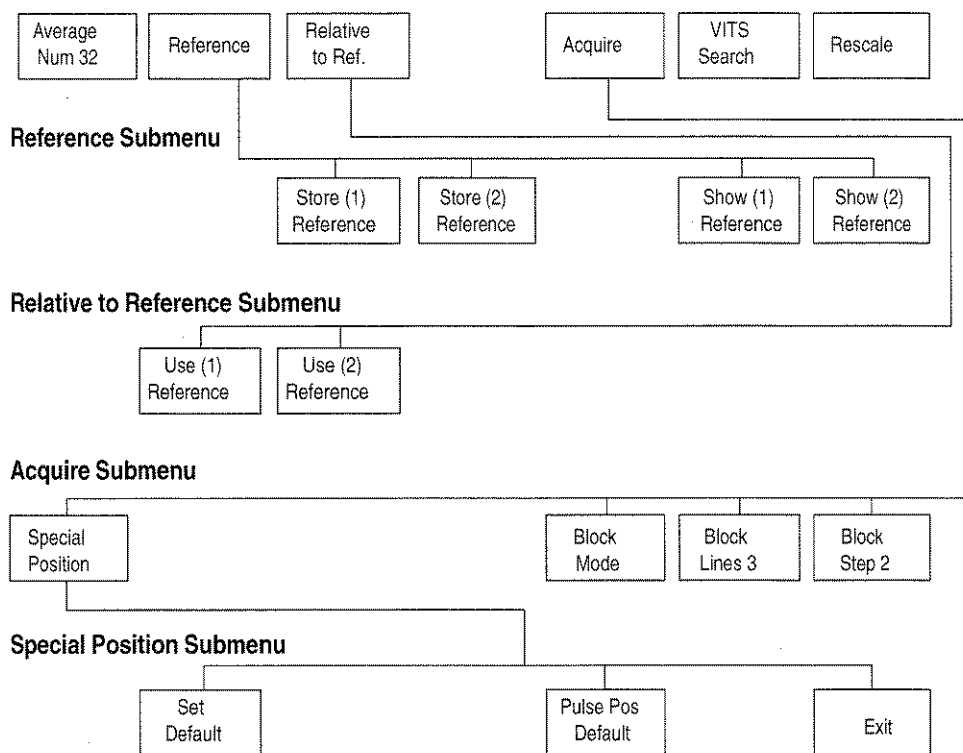 Average
Num 32
Reference
Relative
to Ref.
Acquire
VITS
Search
Rescale
Reference Submenu
Store (1)
Reference
Store (2)
Reference
Show (1)
Reference
Show (2)
Reference
Relative to Reference Submenu
Use (1)
Reference
Use (2)
Reference
Acquire Submenu
Special
Position
Block
Mode
Block
Lines 3
Block
Step 2
Special Position Submenu
Set
Default
Pulse Pos
Default
Exit